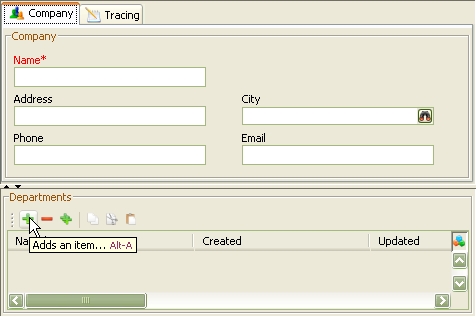 Company Tracing
Company
Name*
Address City
Phone Email
Departments
Adds an item... Alt-A
Na Created Updated